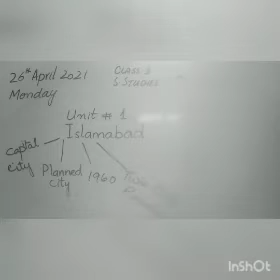 26th April 2021
Monday
CLASS: 3
S. STUDIES
Unit # 1
Islamabad
Capital
city
Planned
City
1960
InShOt